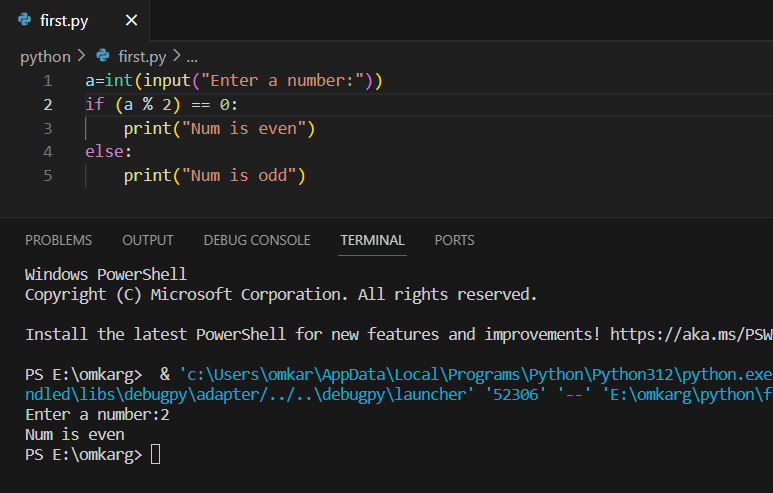 first.py ×
python > first.py > ...
1 a=int(input("Enter a number:"))
2 if (a % 2) == 0:
3 print("Num is even")
4 else:
5 print("Num is odd")
PROBLEMS OUTPUT DEBUG CONSOLE TERMINAL PORTS
Windows PowerShell
Copyright (C) Microsoft Corporation. All rights reserved.
Install the latest PowerShell for new features and improvements! https://aka.ms/PSW
PS E:\omkarg> & 'c:\Users\omkar\AppData\Local\Programs\Python\Python312\python.exe
ndled\libs\debugpy\adapter/../..\debugpy\launcher' '52306' '--' 'E:\omkarg\python\f
Enter a number:2
Num is even
PS E:\omkarg>